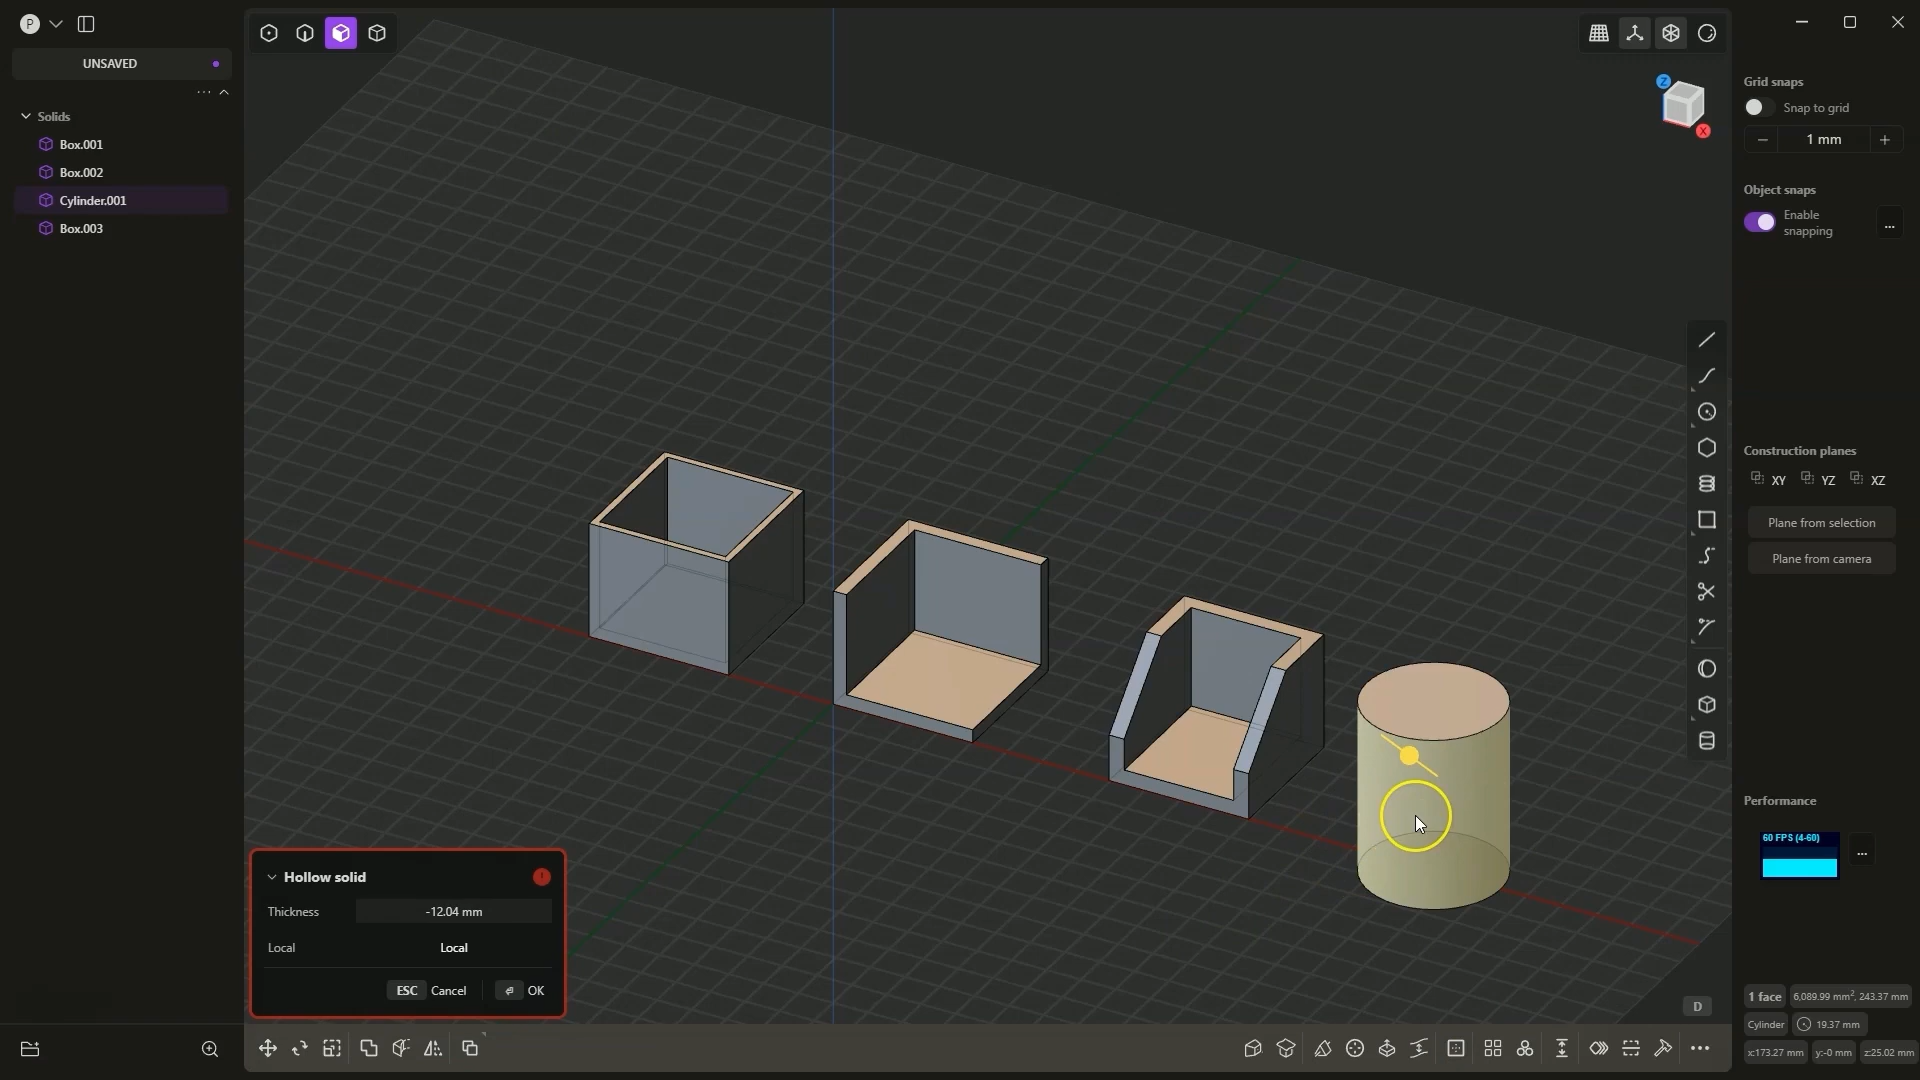 P
UNSAVED
Solids
Box.001
Box.002
Cylinder.001
Box.003
Z
X
Grid snaps
Snap to grid
1 mm
Object snaps
Enable
snapping
Construction planes
XY
YZ
XZ
Plane from selection
Plane from camera
Performance
60 FPS (4-60)
Hollow solid
Thickness
-12.04 mm
Local
Local
ESC
Cancel
OK
D
1 face
6,089.99 mm², 243.37 mm
Cylinder
19.37 mm
x:173.27 mm
y:-0 mm
z:25.02 mm